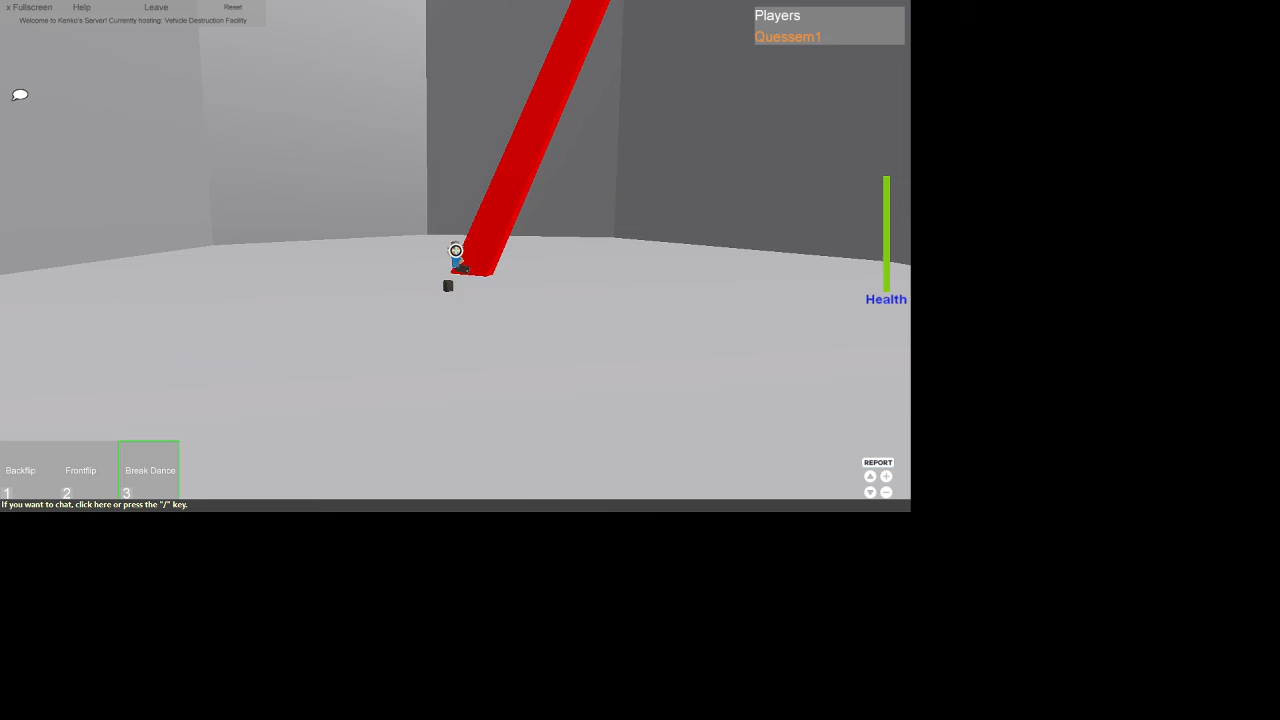 x Fullscreen Help Leave Reset
Welcome to Kenko's Server! Currently hosting: Vehicle Destruction Facility
Players
Quessem1
Health
Backflip Frontflip Break Dance
1 2 3
REPORT
If you want to chat, click here or press the "/" key.